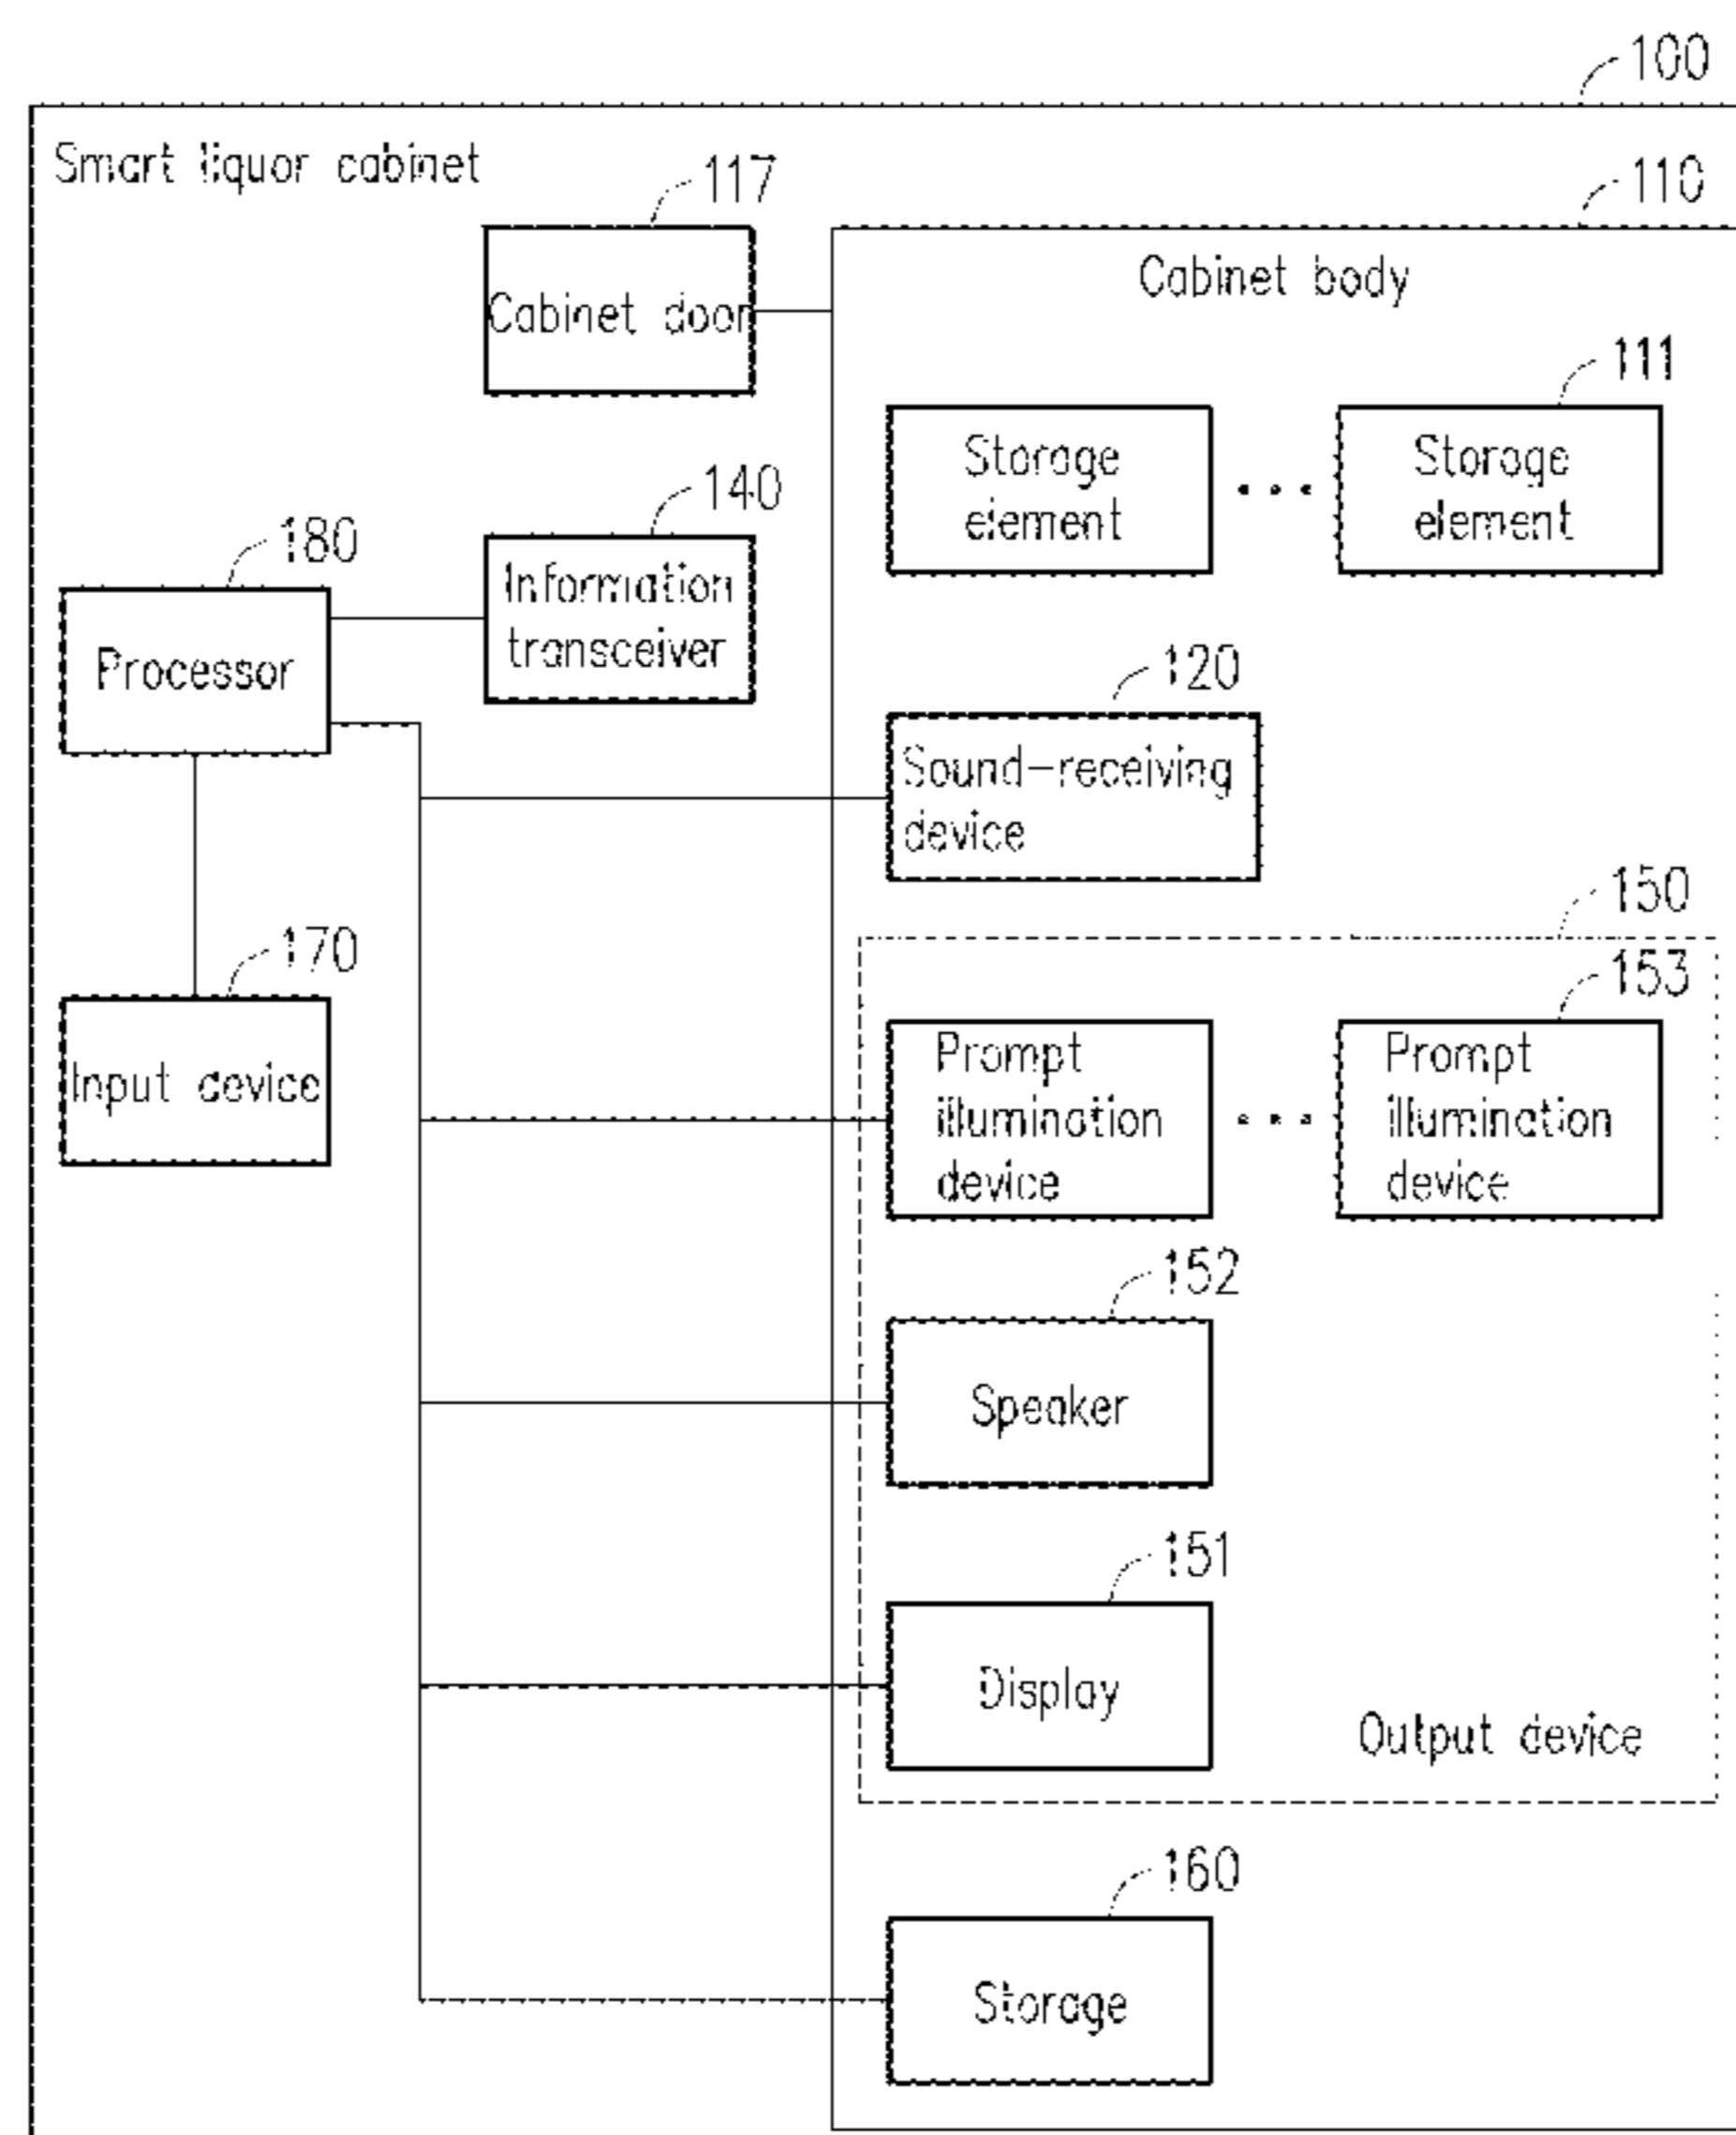 100
Smart liquor cabinet
117
110
Cabinet door
Cabinet body
111
Storage
element
...
Storage
element
140
180
Information
transceiver
Processor
120
Sound-receiving
device
150
170
153
Input device
Prompt
illumination
device
...
Prompt
illumination
device
152
Speaker
151
Display
Output device
160
Storage